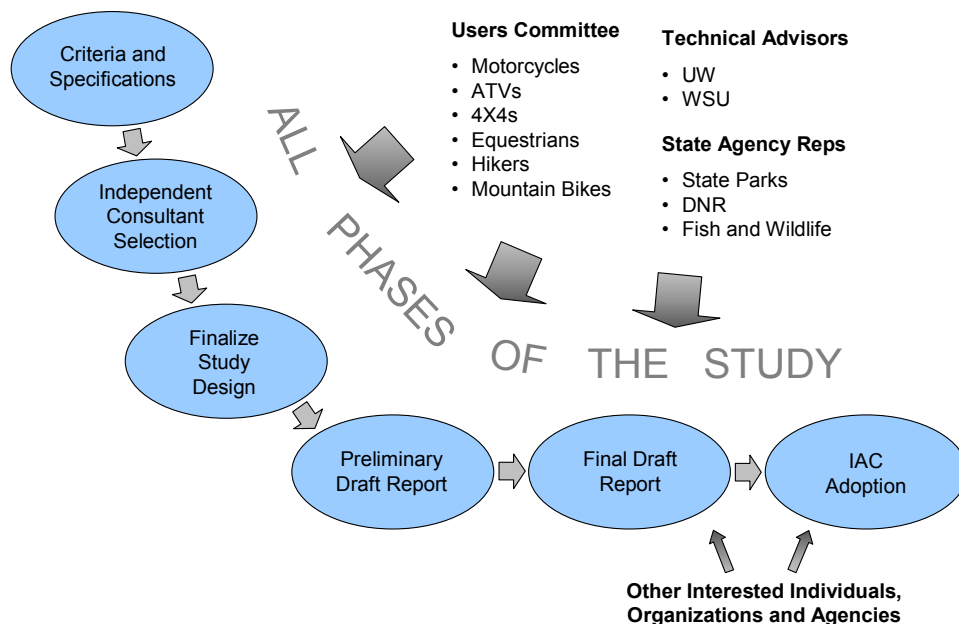 Criteria and
Specifications
Independent
Consultant
Selection
Finalize
Study
Design
Preliminary
Draft Report
Final Draft
Report
IAC
Adoption
ALL PHASES OF THE STUDY
Users Committee
• Motorcycles
• ATVs
• 4X4s
• Equestrians
• Hikers
• Mountain Bikes
Technical Advisors
• UW
• WSU
State Agency Reps
• State Parks
• DNR
• Fish and Wildlife
Other Interested Individuals,
Organizations and Agencies